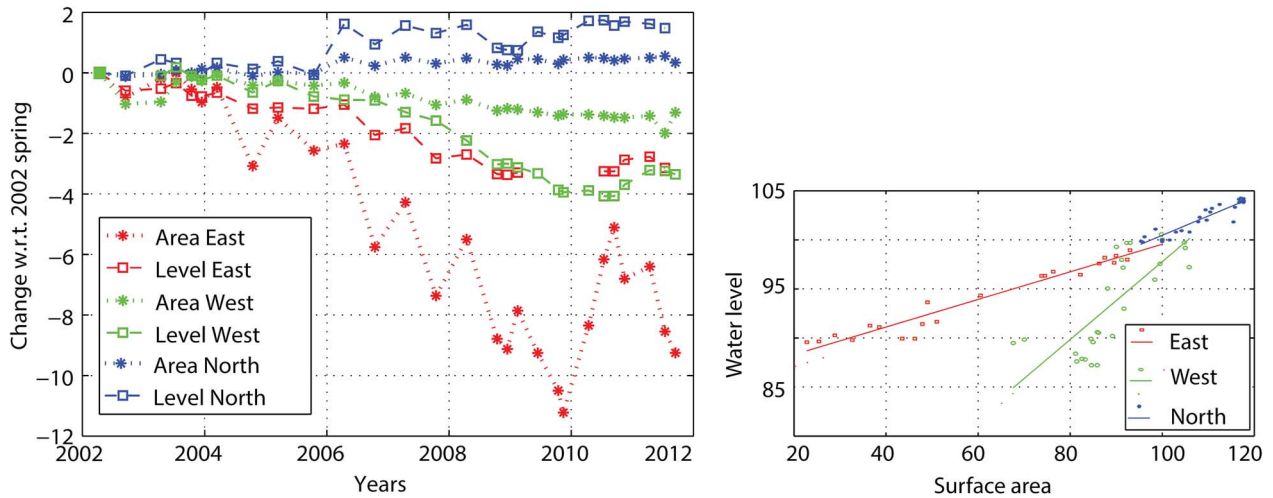 2
0
−2
−4
−6
−8
−10
−12
Change w.r.t. 2002 spring
Area East
Level East
Area West
Level West
Area North
Level North
2002
2004
2006
2008
2010
2012
Years
105
95
85
Water level
East
West
North
20
40
60
80
100
120
Surface area